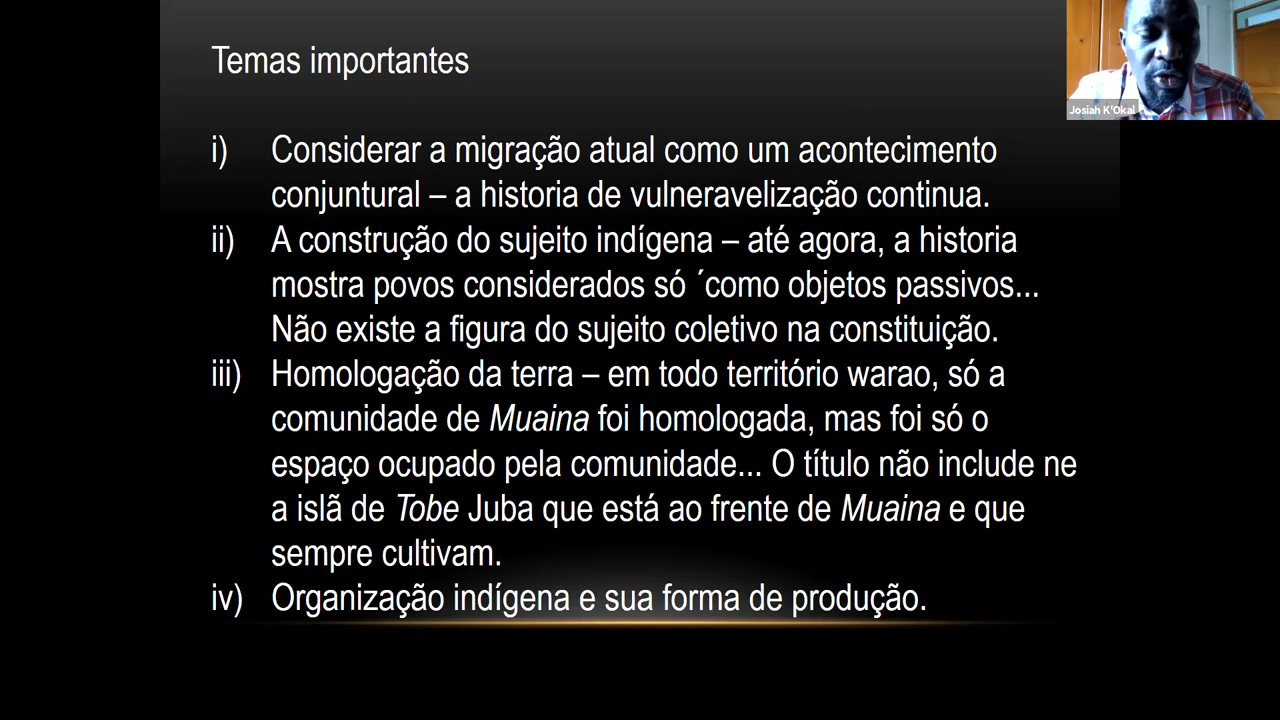 Temas importantes
Josiah K'Okal
i) Considerar a migração atual como um acontecimento
conjuntural – a historia de vulneravelização continua.
ii) A construção do sujeito indígena – até agora, a historia
mostra povos considerados só ´como objetos passivos...
Não existe a figura do sujeito coletivo na constituição.
iii) Homologação da terra – em todo território warao, só a
comunidade de Muaina foi homologada, mas foi só o
espaço ocupado pela comunidade... O título não include ne
a islã de Tobe Juba que está ao frente de Muaina e que
sempre cultivam.
iv) Organização indígena e sua forma de produção.